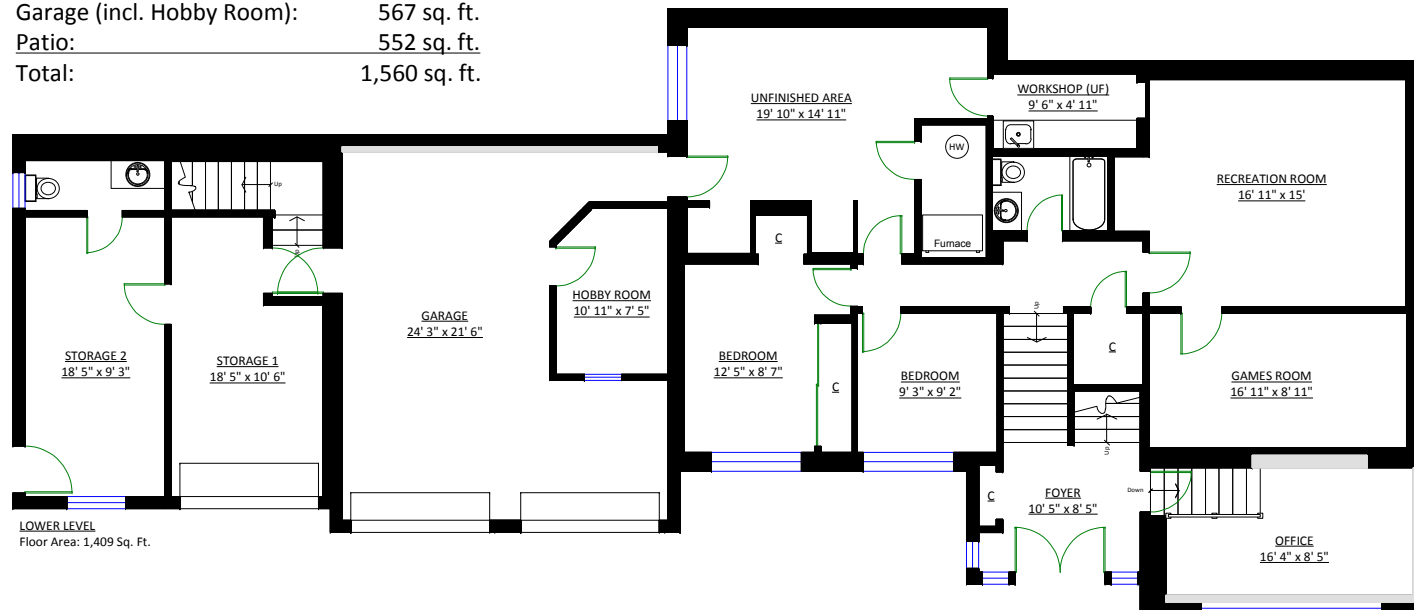 Garage (incl. Hobby Room): 567 sq. ft.
Patio: 552 sq. ft.
Total: 1,560 sq. ft.
UNFINISHED AREA
19' 10" x 14' 11"
WORKSHOP (UF)
9' 6" x 4' 11"
HW
Furnace
RECREATION ROOM
16' 11" x 15'
Up
Up
C
HOBBY ROOM
10' 11" x 7' 5"
GARAGE
24' 3" x 21' 6"
STORAGE 2
18' 5" x 9' 3"
STORAGE 1
18' 5" x 10' 6"
BEDROOM
12' 5" x 8' 7"
C
BEDROOM
9' 3" x 9' 2"
Up
C
GAMES ROOM
16' 11" x 8' 11"
Up
C
FOYER
10' 5" x 8' 5"
Down
OFFICE
16' 4" x 8' 5"
LOWER LEVEL
Floor Area: 1,409 Sq. Ft.